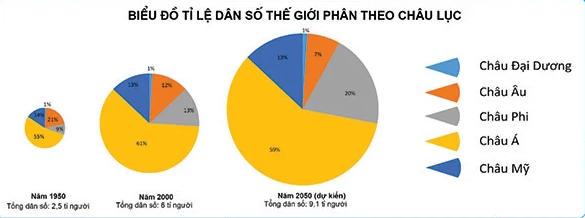 BIỂU ĐỒ TỈ LỆ DÂN SỐ THẾ GIỚI PHÂN THEO CHÂU LỤC
1%
14%
21%
9%
55%
Năm 1950
Tổng dân số: 2,5 tỉ người
1%
13%
12%
13%
61%
Năm 2000
Tổng dân số: 6 tỉ người
1%
13%
7%
20%
59%
Năm 2050 (dự kiến)
Tổng dân số: 9,1 tỉ người
Châu Đại Dương
Châu Âu
Châu Phi
Châu Á
Châu Mỹ